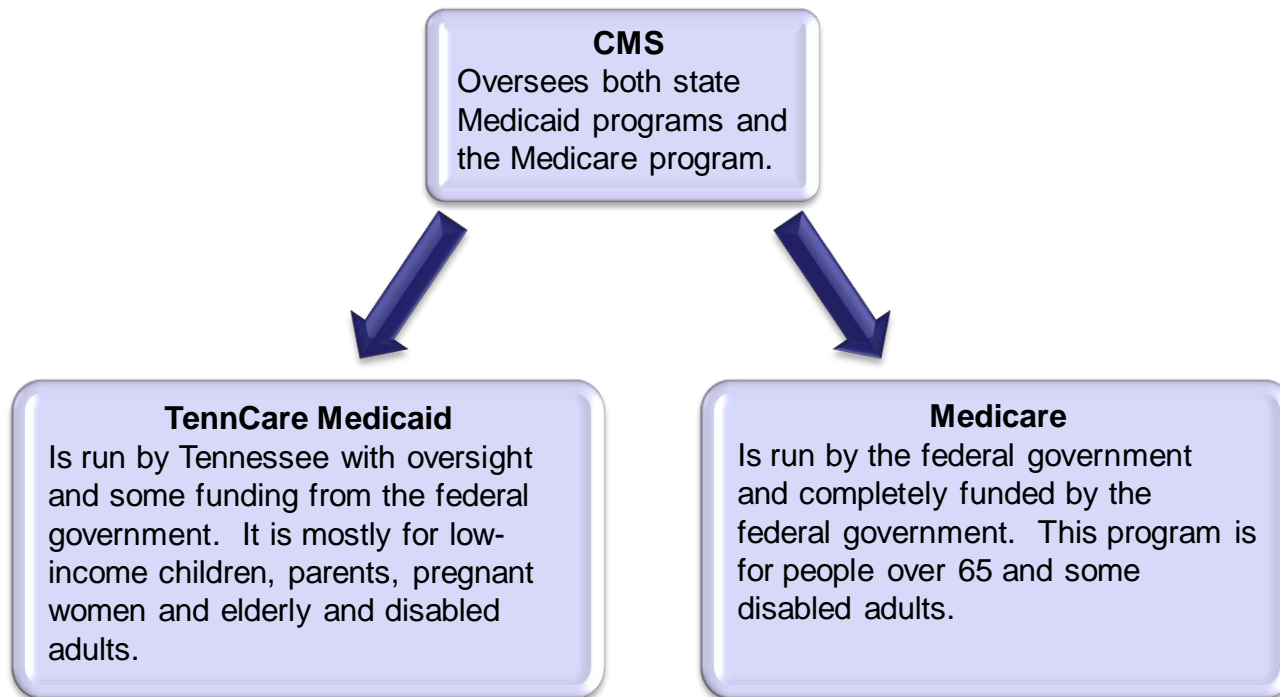 CMS
Oversees both state
Medicaid programs and
the Medicare program.
TennCare Medicaid
Is run by Tennessee with oversight
and some funding from the federal
government.  It is mostly for low-
income children, parents, pregnant
women and elderly and disabled
adults.
Medicare
Is run by the federal government
and completely funded by the
federal government.  This program is
for people over 65 and some
disabled adults.